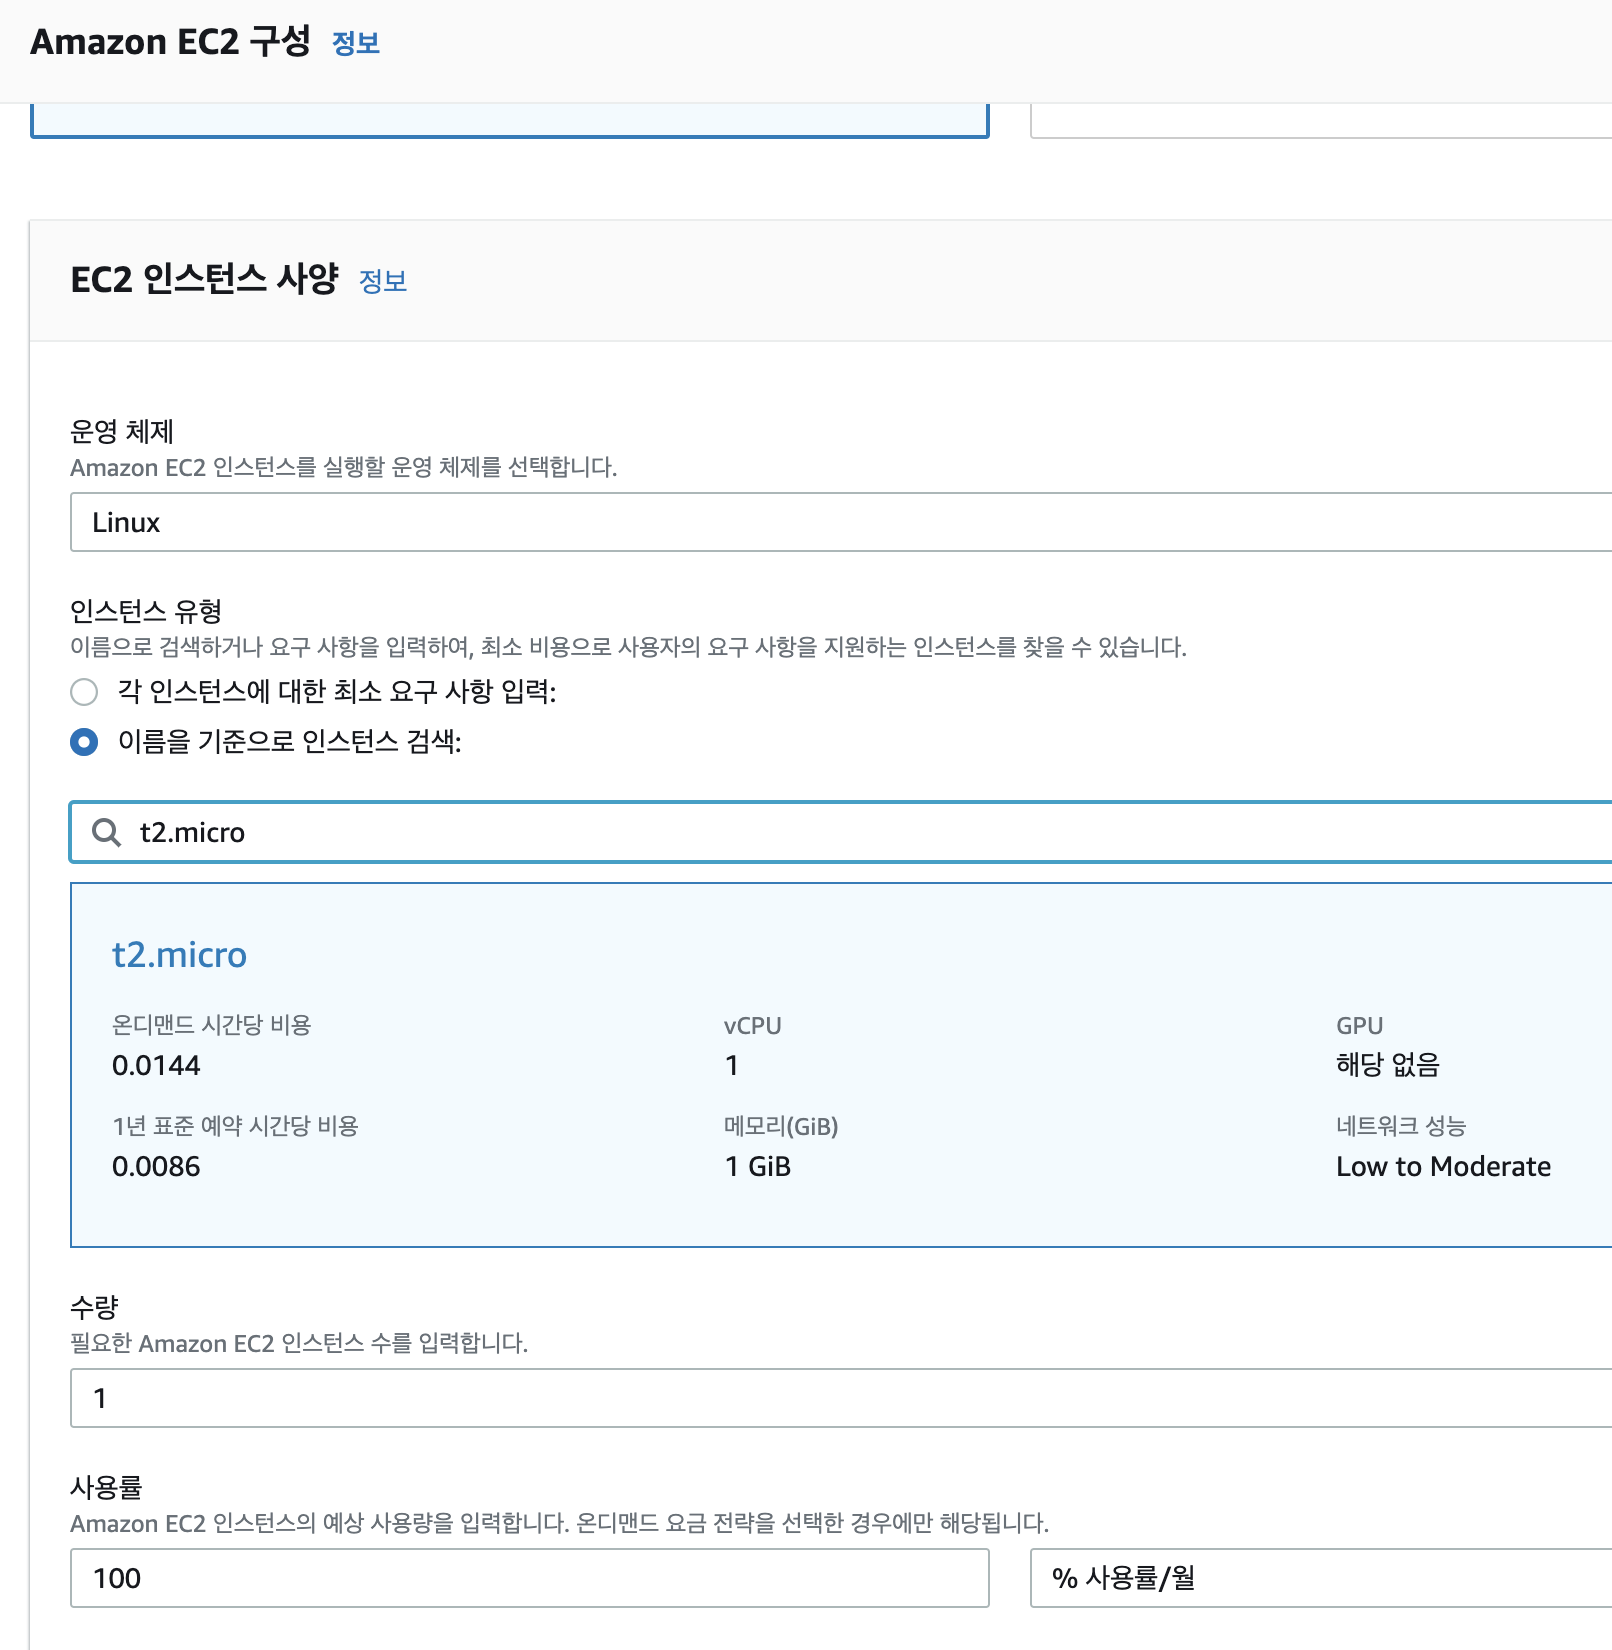 Amazon EC2 구성 정보
EC2 인스턴스 사양 정보
운영 체제
Amazon EC2 인스턴스를 실행할 운영 체제를 선택합니다.
Linux
인스턴스 유형
이름으로 검색하거나 요구 사항을 입력하여, 최소 비용으로 사용자의 요구 사항을 지원하는 인스턴스를 찾을 수 있습니다.
각 인스턴스에 대한 최소 요구 사항 입력:
이름을 기준으로 인스턴스 검색:
t2.micro
t2.micro
온디맨드 시간당 비용 vCPU GPU
0.0144 1 해당 없음
1년 표준 예약 시간당 비용 메모리(GiB) 네트워크 성능
0.0086 1 GiB Low to Moderate
수량
필요한 Amazon EC2 인스턴스 수를 입력합니다.
1
사용률
Amazon EC2 인스턴스의 예상 사용량을 입력합니다. 온디맨드 요금 전략을 선택한 경우에만 해당됩니다.
100 % 사용률/월